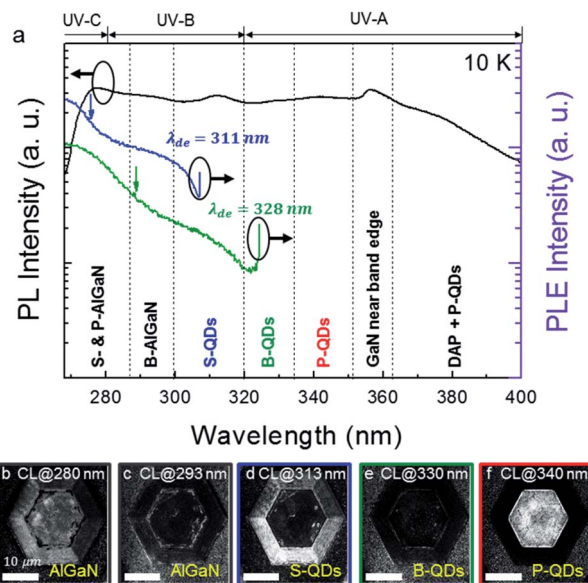 UV-C UV-B UV-A
a
10 K
λde = 311 nm
λde = 328 nm
PL Intensity (a. u.)
PLE Intensity (a. u.)
S- & P-AlGaN
B-AlGaN
S-QDs
B-QDs
P-QDs
GaN near band edge
DAP + P-QDs
280 300 320 340 360 380 400
Wavelength (nm)
b CL@280 nm
10 μm
AlGaN
c CL@293 nm
AlGaN
d CL@313 nm
S-QDs
e CL@330 nm
B-QDs
f CL@340 nm
P-QDs